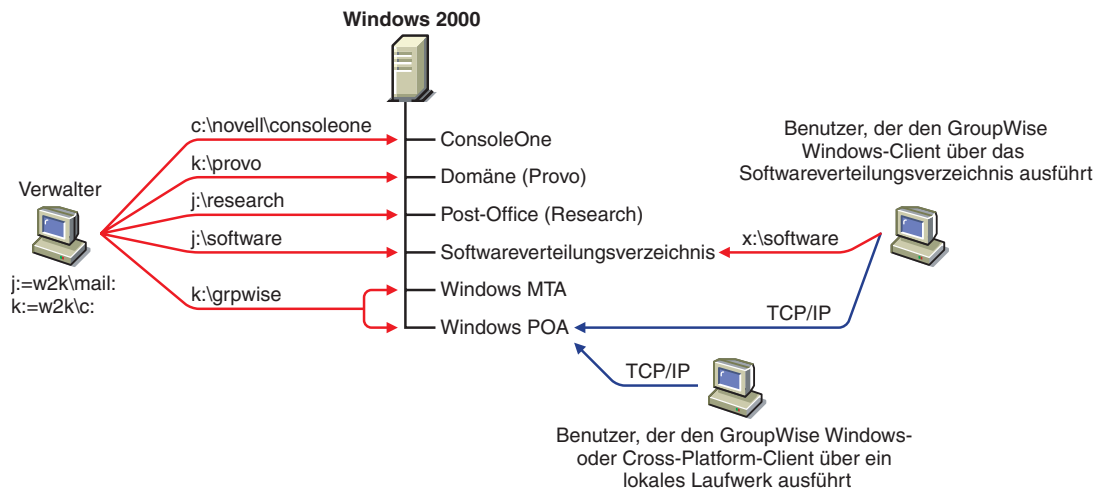 Windows 2000
c:\novell\consoleone
ConsoleOne
k:\provo
Domäne (Provo)
j:\research
Post-Office (Research)
j:\software
Softwareverteilungsverzeichnis
k:\grpwise
Windows MTA
Windows POA
Verwalter
j:=w2k\mail:
k:=w2k\c:
Benutzer, der den GroupWise
Windows-Client über das
Softwareverteilungsverzeichnis ausführt
x:\software
TCP/IP
TCP/IP
Benutzer, der den GroupWise Windows-
oder Cross-Platform-Client über ein
lokales Laufwerk ausführt